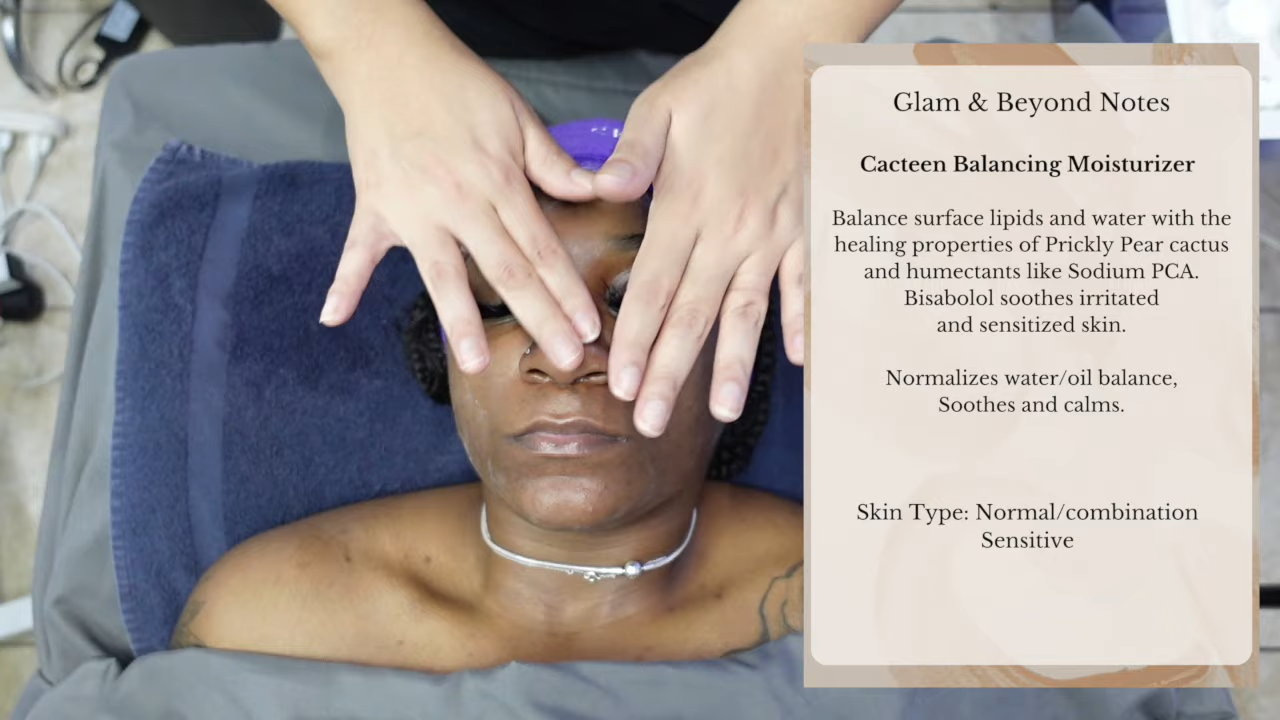 Glam & Beyond Notes
Cacteen Balancing Moisturizer
Balance surface lipids and water with the
healing properties of Prickly Pear cactus
and humectants like Sodium PCA.
Bisabolol soothes irritated
and sensitized skin.
Normalizes water/oil balance,
Soothes and calms.
Skin Type: Normal/combination
Sensitive